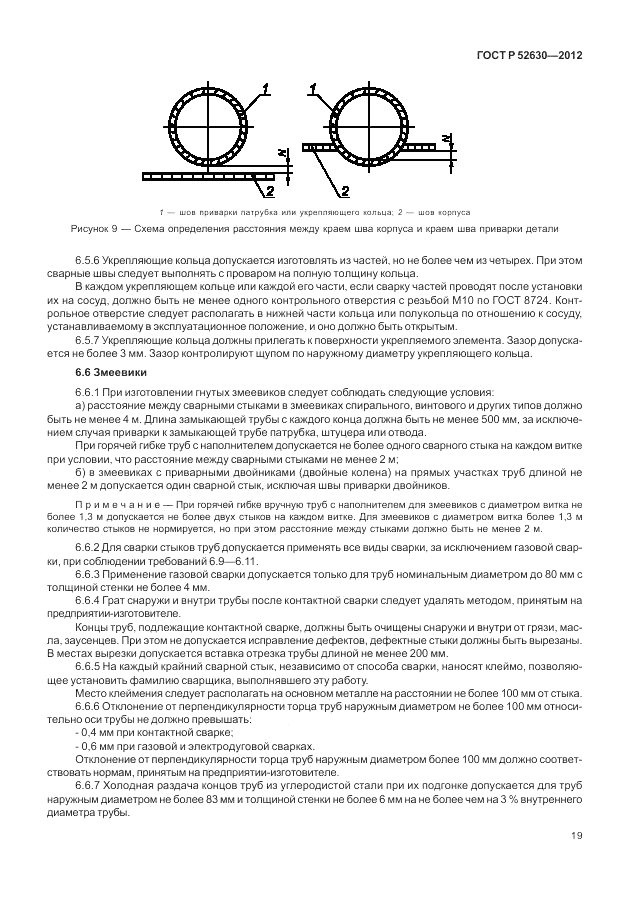 ГОСТ Р 52630—2012
1
1
N
N
2
2
1 — шов приварки патрубка или укрепляющего кольца; 2 — шов корпуса
Рисунок 9 — Схема определения расстояния между краем шва корпуса и краем шва приварки детали
6.5.6 Укрепляющие кольца допускается изготовлять из частей, но не более чем из четырех. При этом
сварные швы следует выполнять с проваром на полную толщину кольца.
В каждом укрепляющем кольце или каждой его части, если сварку частей проводят после установки
их на сосуд, должно быть не менее одного контрольного отверстия с резьбой М10 по ГОСТ 8724. Конт-
рольное отверстие следует располагать в нижней части кольца или полукольца по отношению к сосуду,
устанавливаемому в эксплуатационное положение, и оно должно быть открытым.
6.5.7 Укрепляющие кольца должны прилегать к поверхности укрепляемого элемента. Зазор допуска-
ется не более 3 мм. Зазор контролируют щупом по наружному диаметру укрепляющего кольца.
6.6 Змеевики
6.6.1 При изготовлении гнутых змеевиков следует соблюдать следующие условия:
а) расстояние между сварными стыками в змеевиках спирального, винтового и других типов должно
быть не менее 4 м. Длина замыкающей трубы с каждого конца должна быть не менее 500 мм, за исключе-
нием случая приварки к замыкающей трубе патрубка, штуцера или отвода.
При горячей гибке труб с наполнителем допускается не более одного сварного стыка на каждом витке
при условии, что расстояние между сварными стыками не менее 2 м;
б) в змеевиках с приварными двойниками (двойные колена) на прямых участках труб длиной не
менее 2 м допускается один сварной стык, исключая швы приварки двойников.
П р и м е ч а н и е — При горячей гибке вручную труб с наполнителем для змеевиков с диаметром витка не
более 1,3 м допускается не более двух стыков на каждом витке. Для змеевиков с диаметром витка более 1,3 м
количество стыков не нормируется, но при этом расстояние между стыками должно быть не менее 2 м.
6.6.2 Для сварки стыков труб допускается применять все виды сварки, за исключением газовой свар-
ки, при соблюдении требований 6.9—6.11.
6.6.3 Применение газовой сварки допускается только для труб номинальным диаметром до 80 мм с
толщиной стенки не более 4 мм.
6.6.4 Грат снаружи и внутри трубы после контактной сварки следует удалять методом, принятым на
предприятии-изготовителе.
Концы труб, подлежащие контактной сварке, должны быть очищены снаружи и внутри от грязи, мас-
ла, заусенцев. При этом не допускается исправление дефектов, дефектные стыки должны быть вырезаны.
В местах вырезки допускается вставка отрезка трубы длиной не менее 200 мм.
6.6.5 На каждый крайний сварной стык, независимо от способа сварки, наносят клеймо, позволяю-
щее установить фамилию сварщика, выполнявшего эту работу.
Место клеймения следует располагать на основном металле на расстоянии не более 100 мм от стыка.
6.6.6 Отклонение от перпендикулярности торца труб наружным диаметром не более 100 мм относи-
тельно оси трубы не должно превышать:
- 0,4 мм при контактной сварке;
- 0,6 мм при газовой и электродуговой сварках.
Отклонение от перпендикулярности торца труб наружным диаметром более 100 мм должно соответ-
ствовать нормам, принятым на предприятии-изготовителе.
6.6.7 Холодная раздача концов труб из углеродистой стали при их подгонке допускается для труб
наружным диаметром не более 83 мм и толщиной стенки не более 6 мм на не более чем на 3 % внутреннего
диаметра трубы.
19